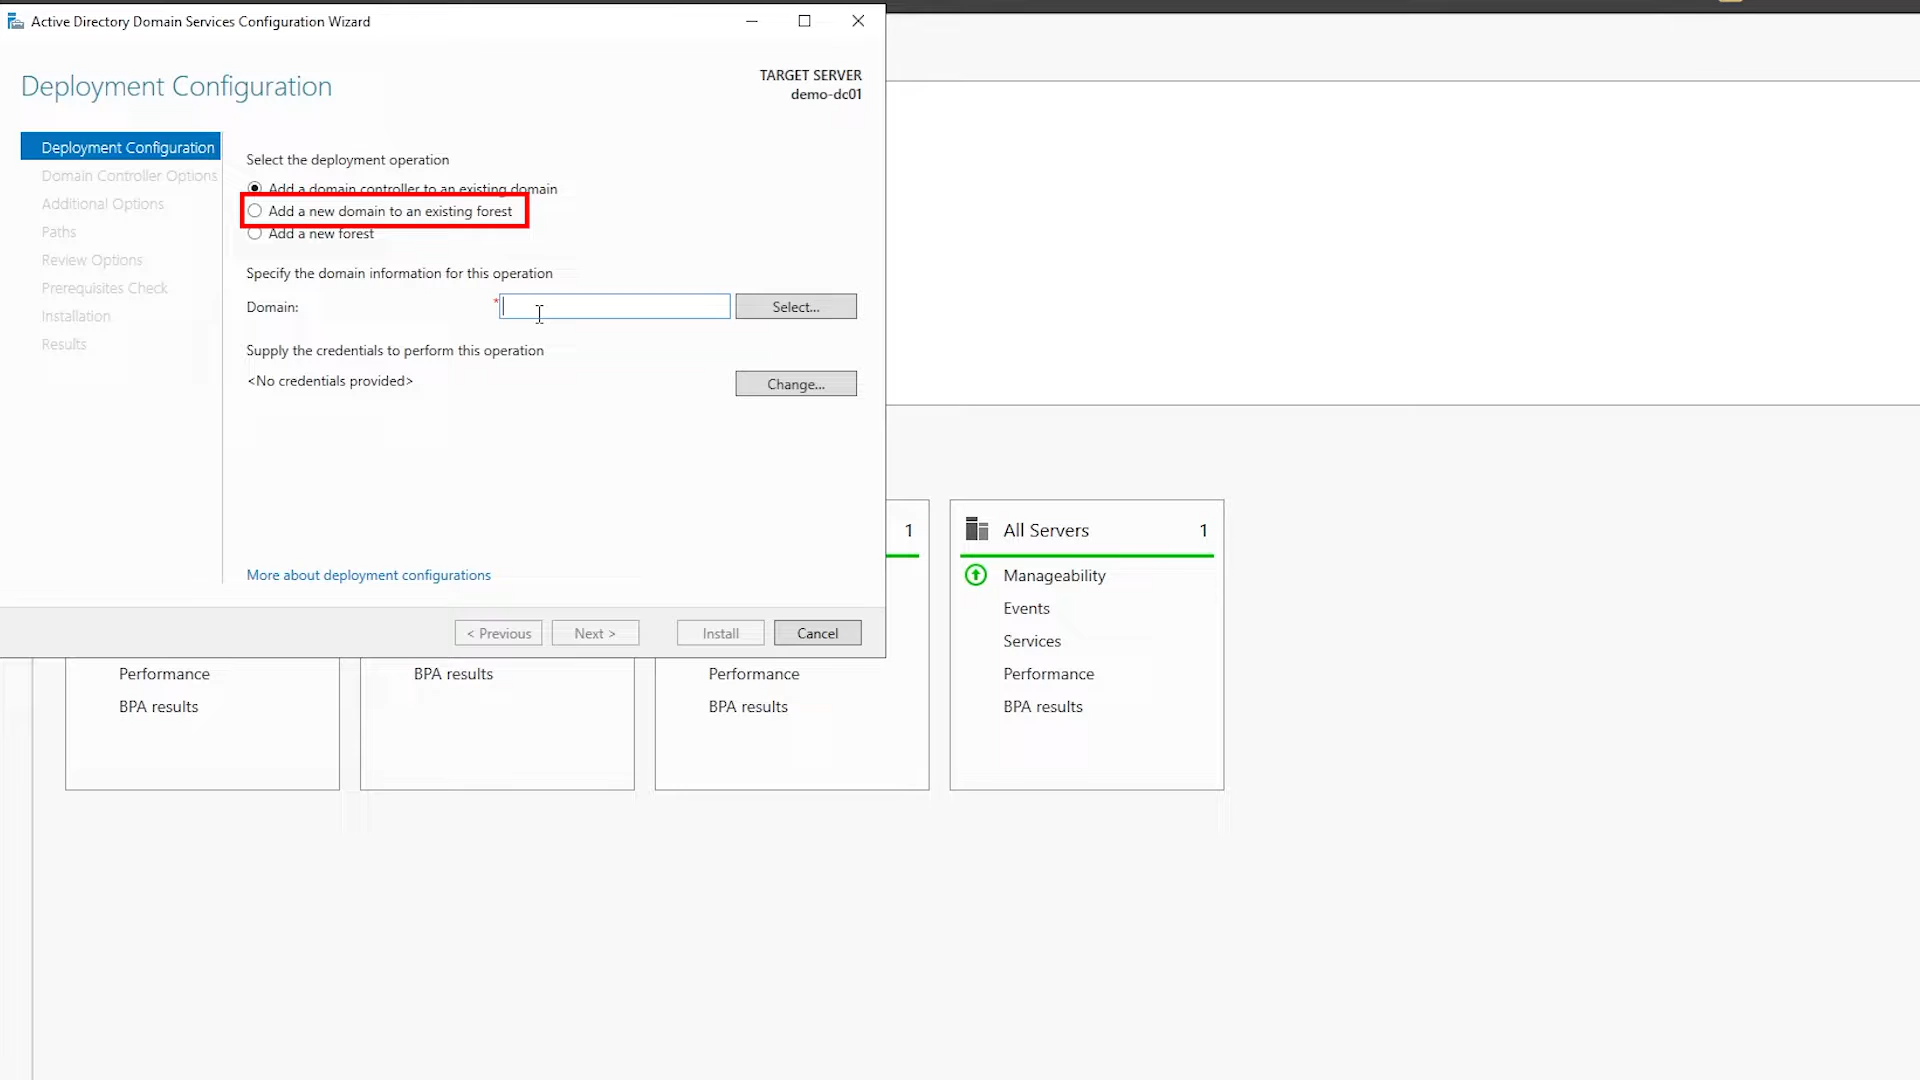 Active Directory Domain Services Configuration Wizard
Deployment Configuration
TARGET SERVER
demo-dc01
Deployment Configuration
Domain Controller Options
Additional Options
Paths
Review Options
Prerequisites Check
Installation
Results
Select the deployment operation
Add a domain controller to an existing domain
Add a new domain to an existing forest
Add a new forest
Specify the domain information for this operation
Domain:
*
Select...
Supply the credentials to perform this operation
<No credentials provided>
Change...
More about deployment configurations
< Previous
Next >
Install
Cancel
Performance
BPA results
BPA results
1
Performance
BPA results
All Servers
1
Manageability
Events
Services
Performance
BPA results